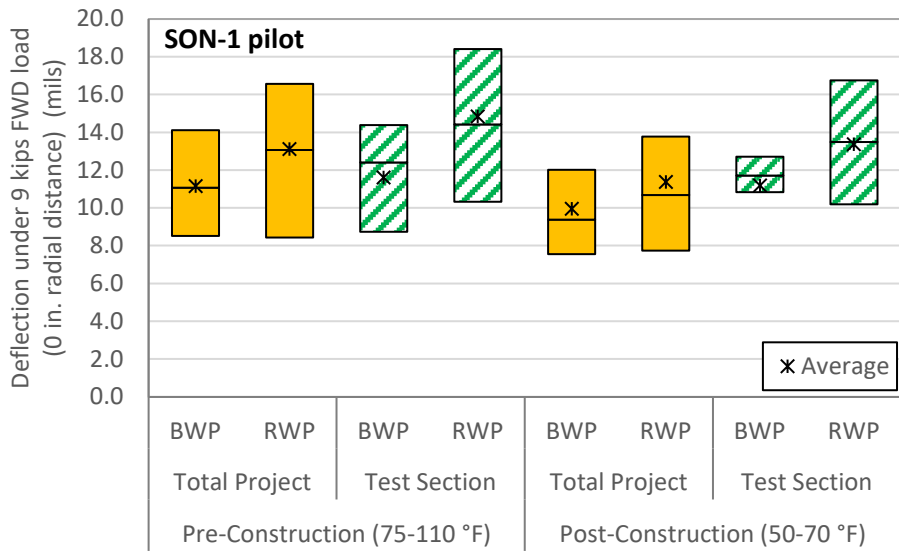 SON-1 pilot
Deflection under 9 kips FWD load
(0 in. radial distance) (mils)
20.0
18.0
16.0
14.0
12.0
10.0
8.0
6.0
4.0
2.0
0.0
Average
BWP RWP BWP RWP BWP RWP BWP RWP
Total Project Test Section Total Project Test Section
Pre-Construction (75-110 °F) Post-Construction (50-70 °F)